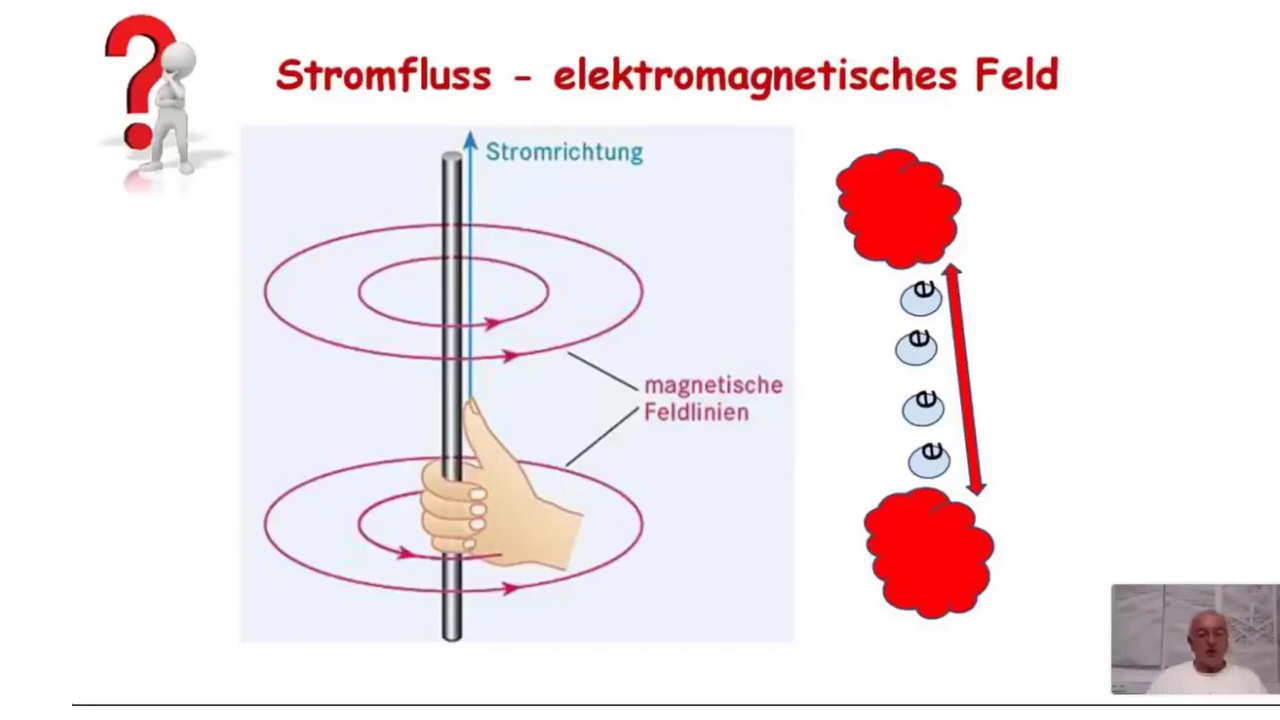 Stromfluss - elektromagnetisches Feld
Stromrichtung
magnetische
Feldlinien
e
e
e
e